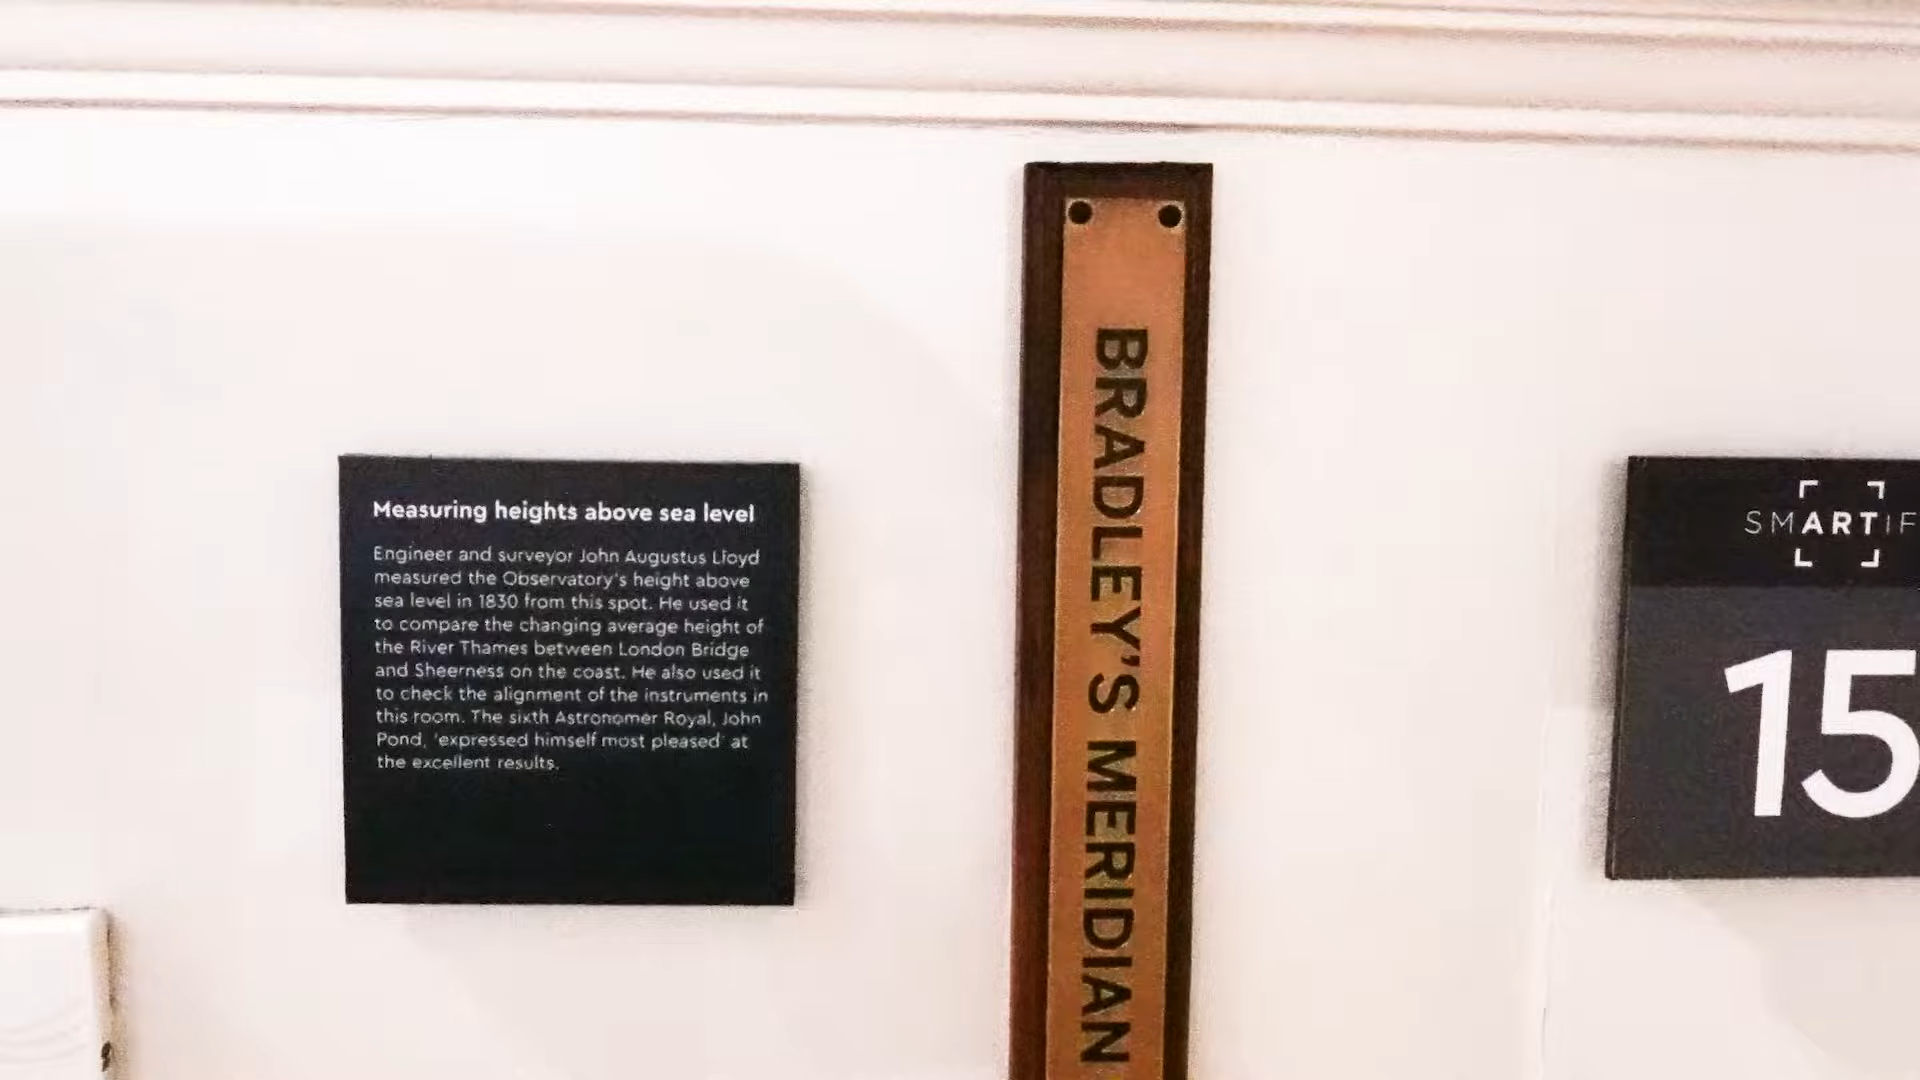 Measuring heights above sea level
Engineer and surveyor John Augustus Lloyd
measured the Observatory's height above
sea level in 1830 from this spot. He used it
to compare the changing average height of
the River Thames between London Bridge
and Sheerness on the coast. He also used it
to check the alignment of the instruments in
this room. The sixth Astronomer Royal, John
Pond, 'expressed himself most pleased' at
the excellent results.
BRADLEY'S MERIDIAN
SMARTIF
15